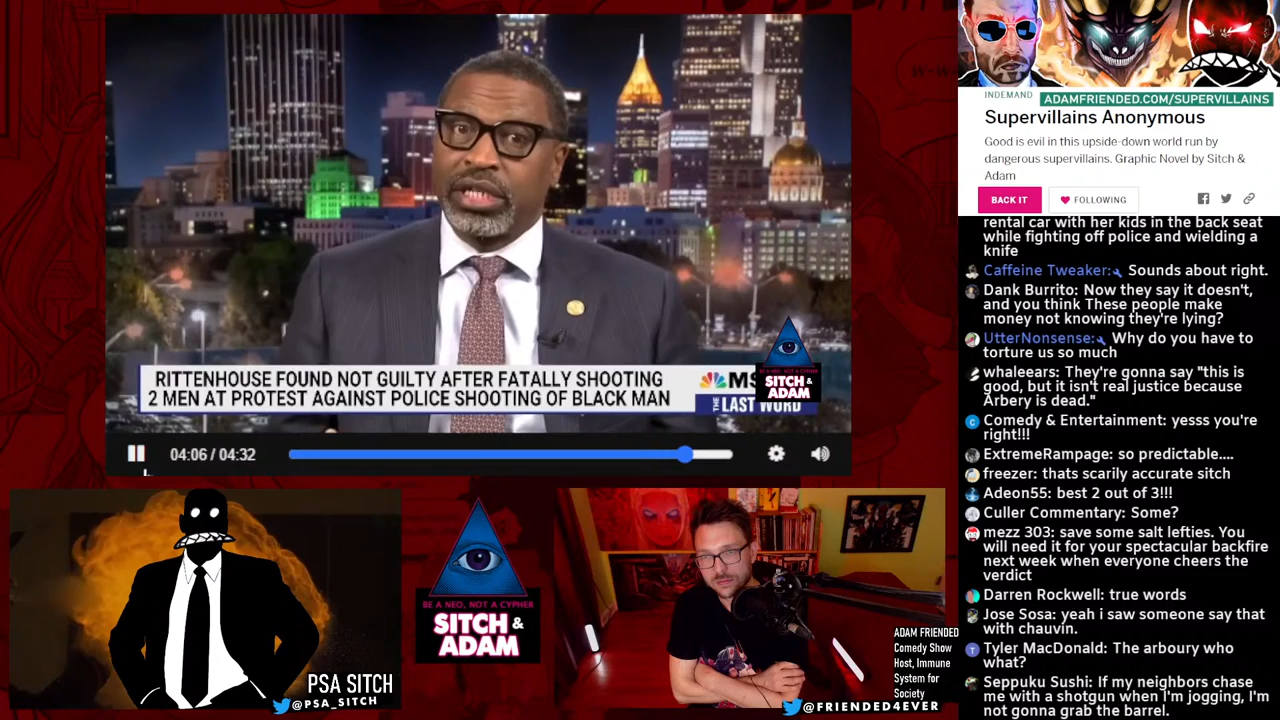 RITTENHOUSE FOUND NOT GUILTY AFTER FATALLY SHOOTING
2 MEN AT PROTEST AGAINST POLICE SHOOTING OF BLACK MAN
MS
THE LAST WORD
BE A NEO, NOT A CYPHER
SITCH &
ADAM
04:06 / 04:32
PSA SITCH
@PSA_SITCH
BE A NEO, NOT A CYPHER
SITCH &
ADAM
ADAM FRIENDED
Comedy Show
Host, Immune
System for
Society
@FRIENDED4EVER
INDEMAND
ADAMFRIENDED.COM/SUPERVILLAINS
Supervillains Anonymous
Good is evil in this upside-down world run by
dangerous supervillains. Graphic Novel by Sitch &
Adam
BACK IT
FOLLOWING
rental car with her kids in the back seat
while fighting off police and wielding a
knife
Caffeine Tweaker: Sounds about right.
Dank Burrito: Now they say it doesn't,
and you think These people make
money not knowing they're lying?
UtterNonsense: Why do you have to
torture us so much
whaleears: They're gonna say "this is
good, but it isn't real justice because
Arbery is dead."
C
Comedy & Entertainment: yesss you're
right!!!
ExtremeRampage: so predictable....
freezer: thats scarily accurate sitch
Adeon55: best 2 out of 3!!!
Culler Commentary: Some?
mezz 303: save some salt lefties. You
will need it for your spectacular backfire
next week when everyone cheers the
verdict
Darren Rockwell: true words
Jose Sosa: yeah i saw someone say that
with chauvin.
T
Tyler MacDonald: The arboury who
what?
Seppuku Sushi: If my neighbors chase
me with a shotgun when I'm jogging, I'm
not gonna grab the barrel.